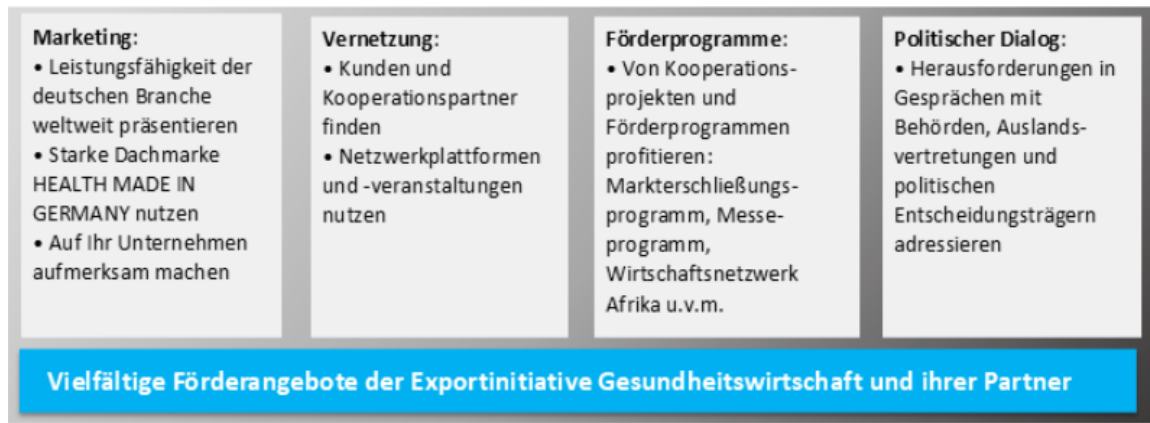 Marketing:
• Leistungsfähigkeit der
deutschen Branche
weltweit präsentieren
• Starke Dachmarke
HEALTH MADE IN
GERMANY nutzen
• Auf Ihr Unternehmen
aufmerksam machen
Vernetzung:
• Kunden und
Kooperationspartner
finden
• Netzwerkplattformen
und -veranstaltungen
nutzen
Förderprogramme:
• Von Kooperations-
projekten und
Förderprogrammen
profitieren:
Markterschließungs-
programm, Messe-
programm,
Wirtschaftsnetzwerk
Afrika u.v.m.
Politischer Dialog:
• Herausforderungen in
Gesprächen mit
Behörden, Auslands-
vertretungen und
politischen
Entscheidungsträgern
adressieren
Vielfältige Förderangebote der Exportinitiative Gesundheitswirtschaft und ihrer Partner